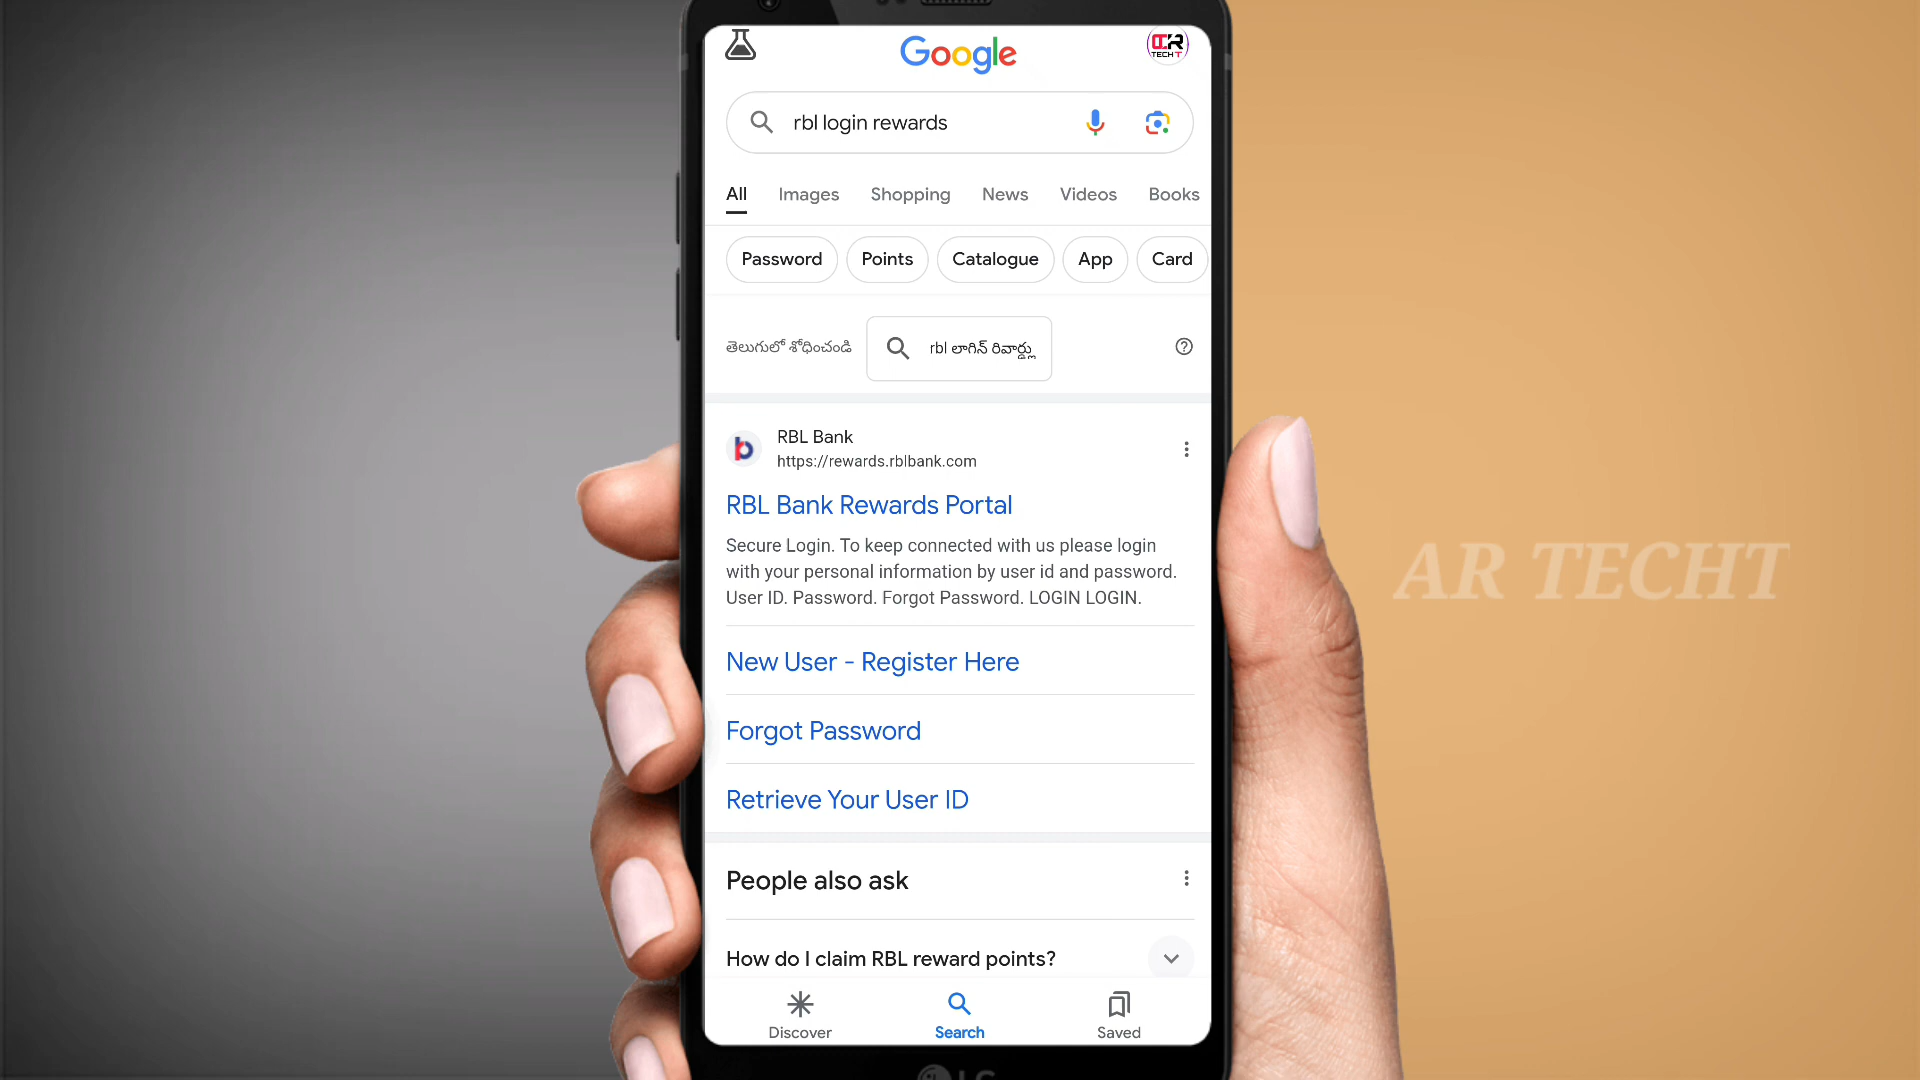 Google
CR
TECH T
rbl login rewards
All Images Shopping News Videos Books
Password Points Catalogue App Card
తెలుగులో శోధించండి rbl లాగిన్ రివార్డ్లు
RBL Bank
https://rewards.rblbank.com
RBL Bank Rewards Portal
Secure Login. To keep connected with us please login
with your personal information by user id and password.
User ID. Password. Forgot Password. LOGIN LOGIN.
New User - Register Here
Forgot Password
Retrieve Your User ID
People also ask
How do I claim RBL reward points?
Discover Search Saved
LG
AR TECHT